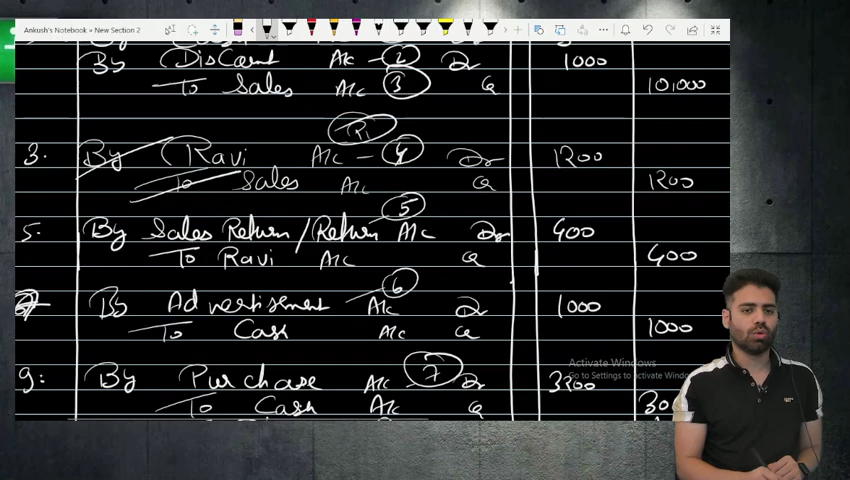 Ankush's Notebook » New Section 2
By Discount A/c 2 Dr 1000
To Sales A/c 3 Cr 10,000
3. By Ravi A/c - 4 Dr 1200
To Sales A/c Cr 1200
5. By Sales Return/Return A/c 5 Dr 400
To Ravi A/c Cr 400
By Advertisement A/c 6 Dr 1000
To Cash A/c Cr 1000
9: By Purchase A/c 7 Dr
To Cash A/c Cr
Activate Windows
Go to Settings to activate Windows